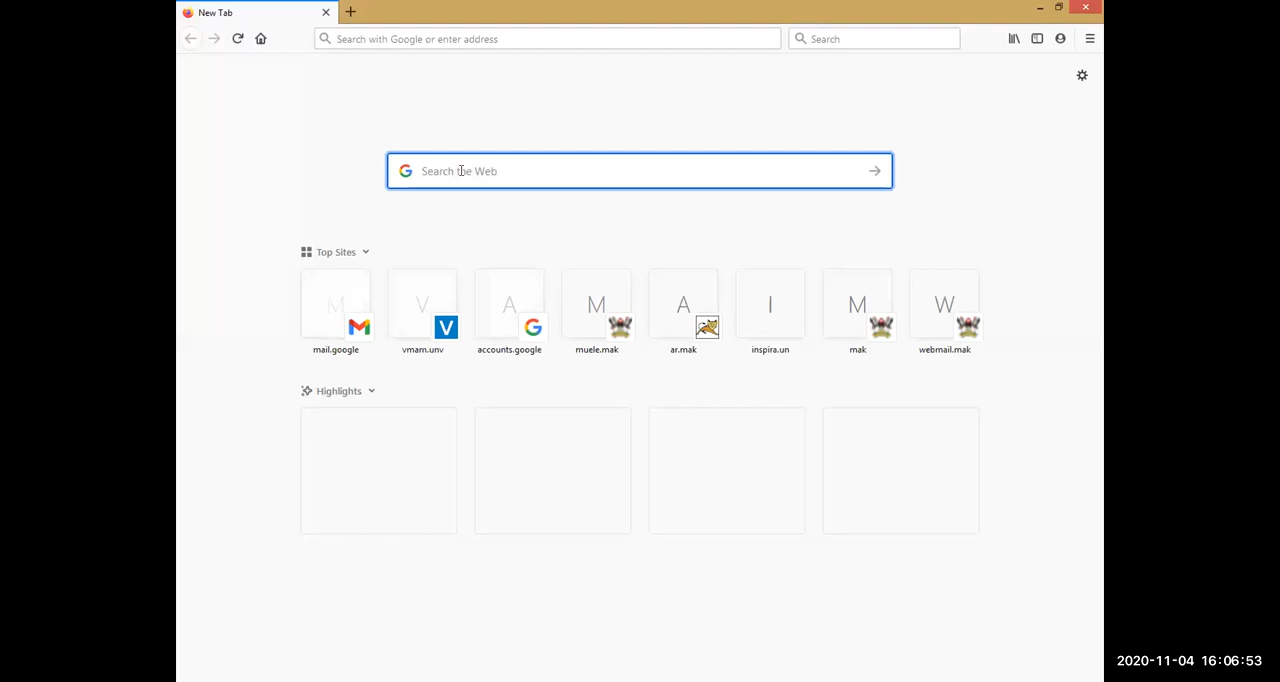 New Tab
Search with Google or enter address
Search
Search the Web
Top Sites
M V A M A I M W
mail.google vmam.unv accounts.google muele.mak ar.mak inspira.un mak webmail.mak
Highlights
2020-11-04 16:06:53